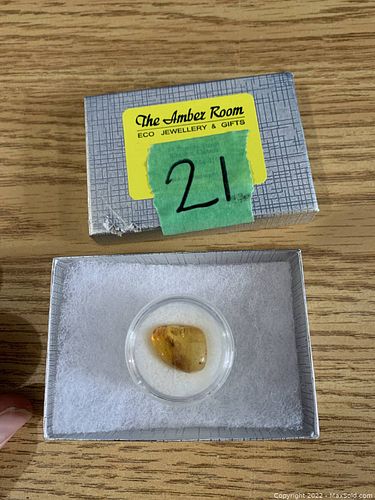 The Amber Room
ECO JEWELLERY & GIFTS
21
Copyright 2022 - MaxSold.com